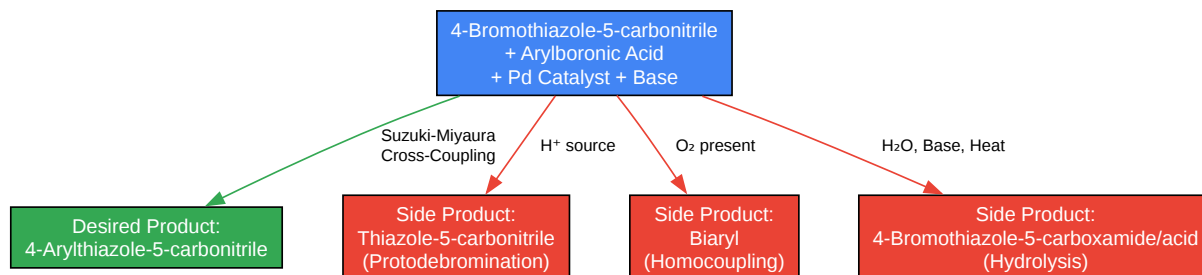 4-Bromothiazole-5-carbonitrile
+ Arylboronic Acid
+ Pd Catalyst + Base
Suzuki-Miyaura
Cross-Coupling
H⁺ source
O₂ present
H₂O, Base, Heat
Desired Product:
4-Arylthiazole-5-carbonitrile
Side Product:
Thiazole-5-carbonitrile
(Protodebromination)
Side Product:
Biaryl
(Homocoupling)
Side Product:
4-Bromothiazole-5-carboxamide/acid
(Hydrolysis)